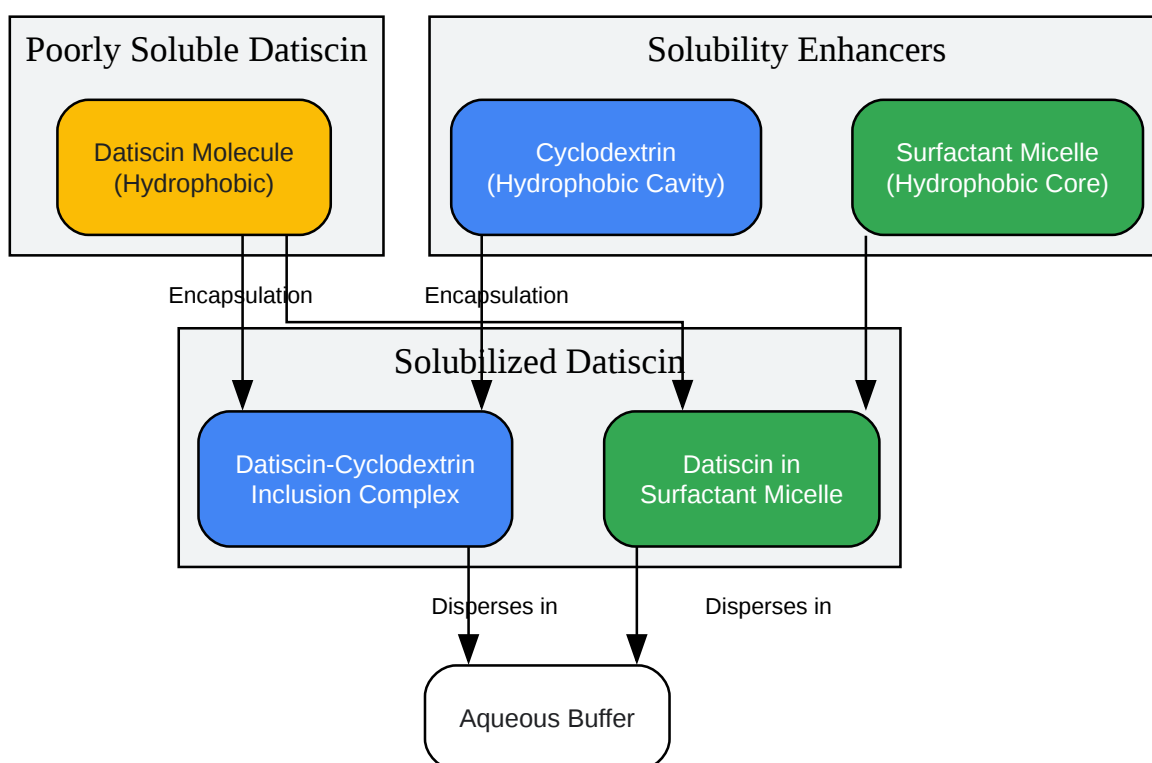 Poorly Soluble Datiscin
Solubility Enhancers
Datiscin Molecule
(Hydrophobic)
Cyclodextrin
(Hydrophobic Cavity)
Surfactant Micelle
(Hydrophobic Core)
Encapsulation
Encapsulation
Solubilized Datiscin
Datiscin-Cyclodextrin
Inclusion Complex
Datiscin in
Surfactant Micelle
Disperses in
Disperses in
Aqueous Buffer